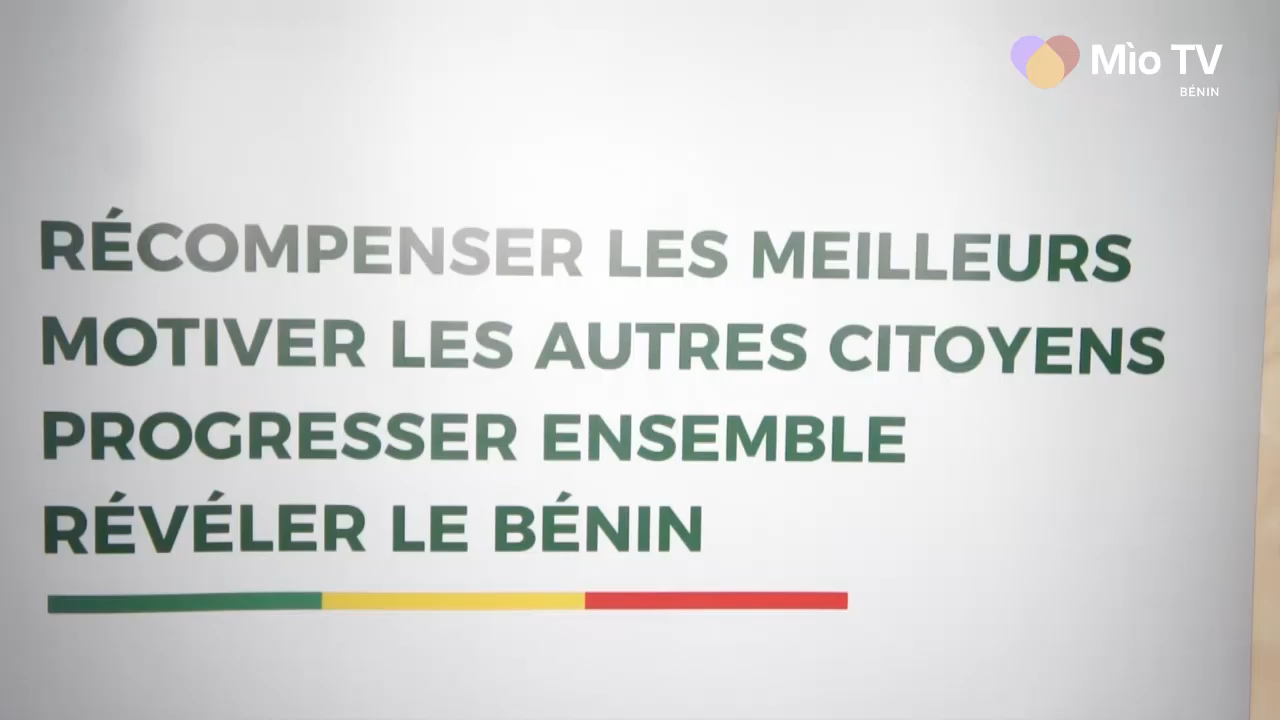 Mìo TV
BÉNIN
RÉCOMPENSER LES MEILLEURS
MOTIVER LES AUTRES CITOYENS
PROGRESSER ENSEMBLE
RÉVÉLER LE BÉNIN